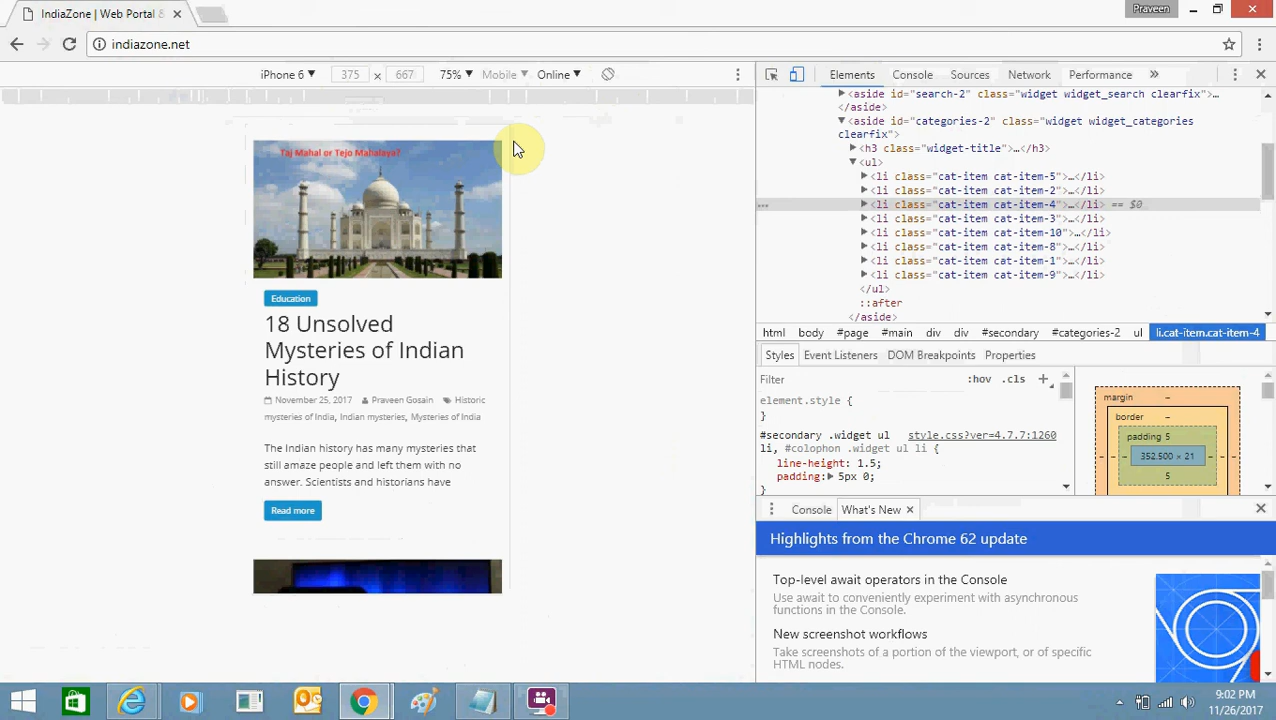 IndiaZone | Web Portal &
Praveen
indiazone.net
iPhone 6 375 x 667 75% Mobile Online
Elements Console Sources Network Performance »
<aside id="search-2" class="widget widget_search clearfix">…
</aside>
<aside id="categories-2" class="widget widget_categories
clearfix">
<h3 class="widget-title">…</h3>
<ul>
<li class="cat-item cat-item-5">…</li>
<li class="cat-item cat-item-2">…</li>
... <li class="cat-item cat-item-4">…</li> == $0
<li class="cat-item cat-item-3">…</li>
<li class="cat-item cat-item-10">…</li>
<li class="cat-item cat-item-8">…</li>
<li class="cat-item cat-item-1">…</li>
<li class="cat-item cat-item-9">…</li>
</ul>
::after
</aside>
html body #page #main div div #secondary #categories-2 ul li.cat-item.cat-item-4
Styles Event Listeners DOM Breakpoints Properties
Filter :hov .cls +
element.style {
}
#secondary .widget ul style.css?ver=4.7.7:1260
li, #colophon .widget ul li {
line-height: 1.5;
padding: 5px 0;
}
margin –
border –
padding 5
– – 352.500 × 21 – –
5
Console What's New ×
Highlights from the Chrome 62 update
Top-level await operators in the Console
Use await to conveniently experiment with asynchronous
functions in the Console.
New screenshot workflows
Take screenshots of a portion of the viewport, or of specific
HTML nodes.
Taj Mahal or Tejo Mahalaya?
Education
18 Unsolved
Mysteries of Indian
History
November 25, 2017 Praveen Gosain Historic
mysteries of India, Indian mysteries, Mysteries of India
The Indian history has many mysteries that
still amaze people and left them with no
answer. Scientists and historians have
Read more
9:02 PM
11/26/2017